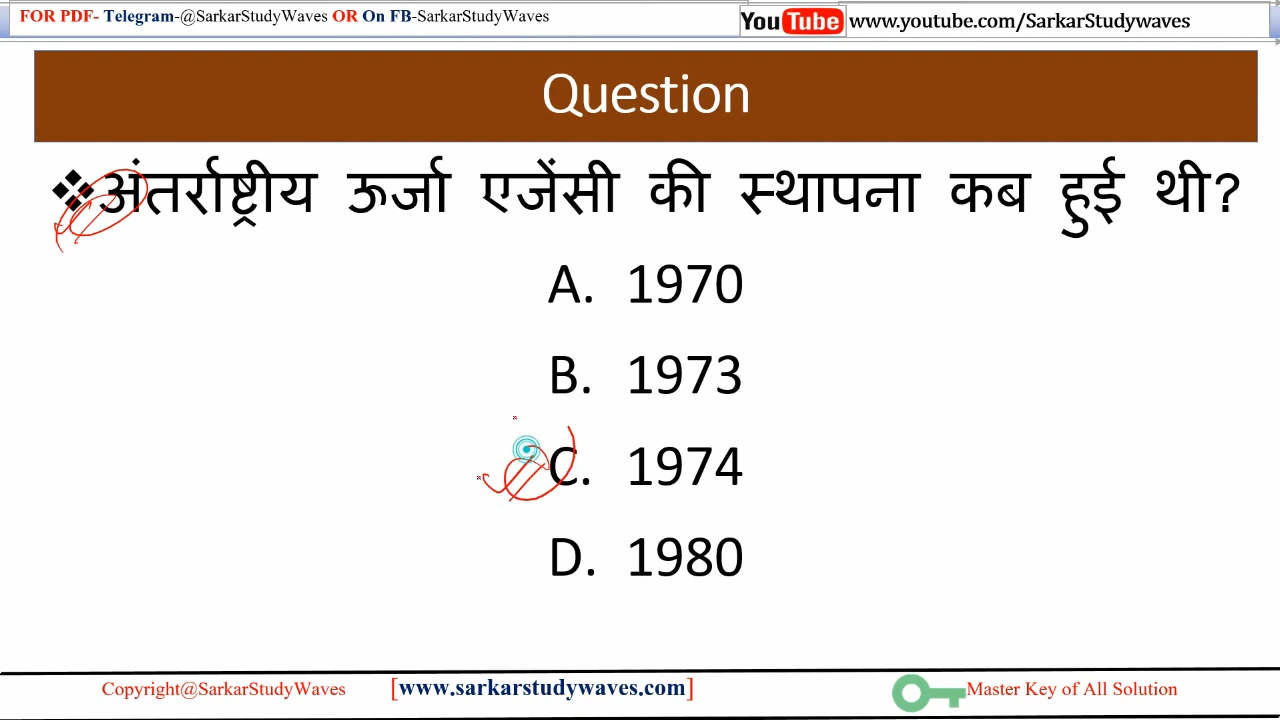 FOR PDF- Telegram-@SarkarStudyWaves OR On FB-SarkarStudyWaves
YouTube www.youtube.com/SarkarStudywaves
Question
❖अंतर्राष्ट्रीय ऊर्जा एजेंसी की स्थापना कब हुई थी?
A. 1970
B. 1973
C. 1974
D. 1980
Copyright@SarkarStudyWaves [www.sarkarstudywaves.com] Master Key of All Solution